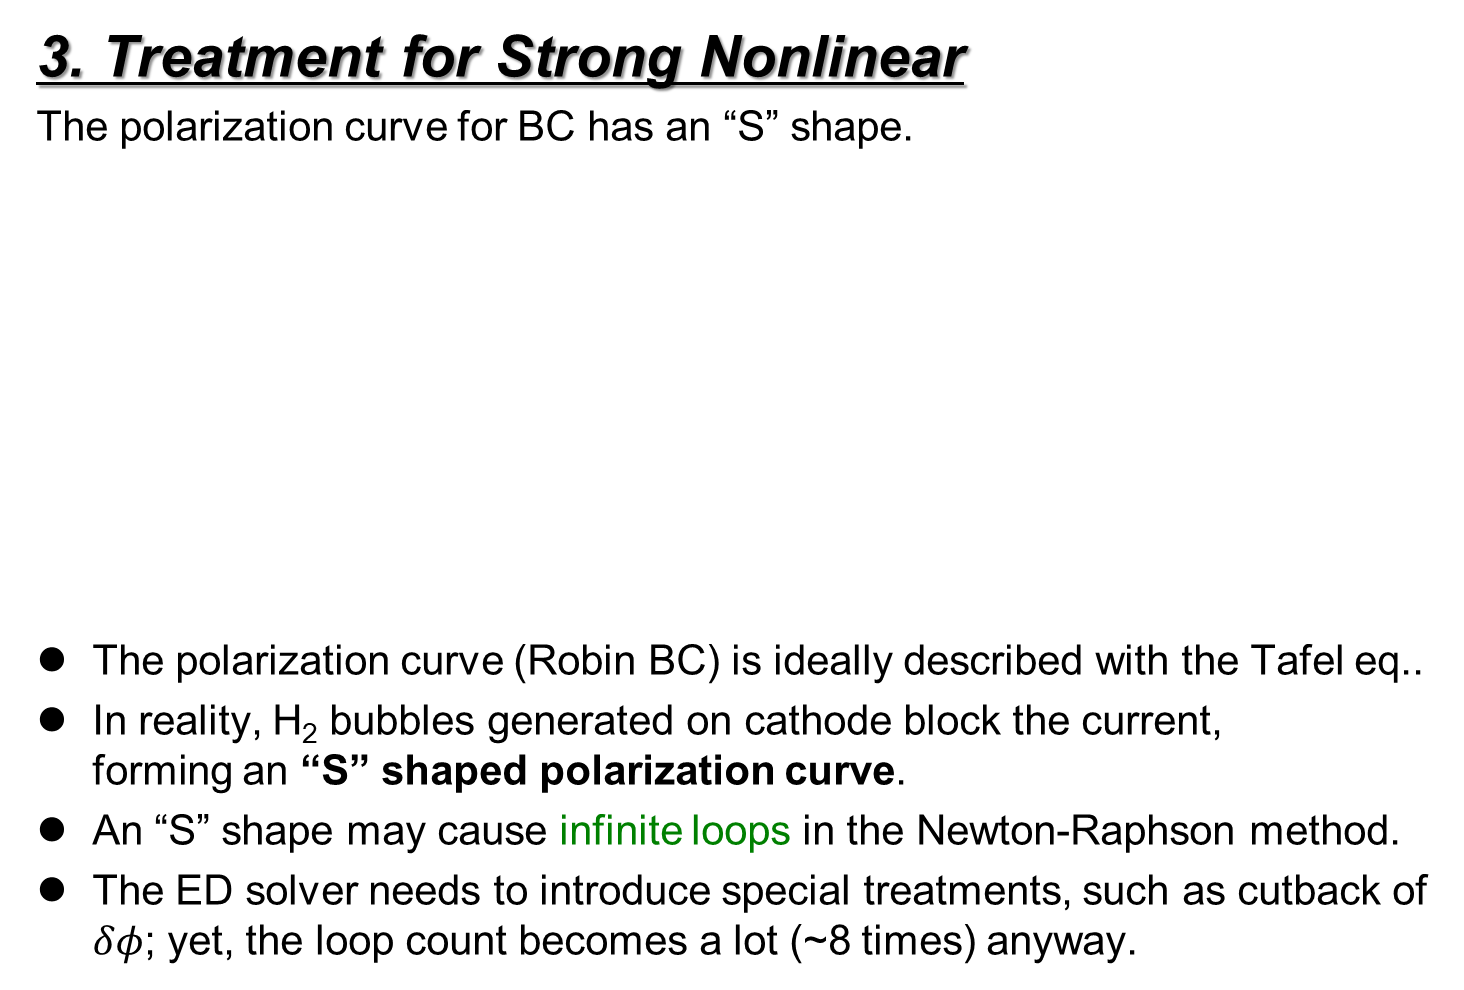 3. Treatment for Strong Nonlinear
The polarization curve for BC has an “S” shape.
● The polarization curve (Robin BC) is ideally described with the Tafel eq..
● In reality, H₂ bubbles generated on cathode block the current,
forming an “S” shaped polarization curve.
● An “S” shape may cause infinite loops in the Newton-Raphson method.
● The ED solver needs to introduce special treatments, such as cutback of
𝛿𝜙; yet, the loop count becomes a lot (~8 times) anyway.